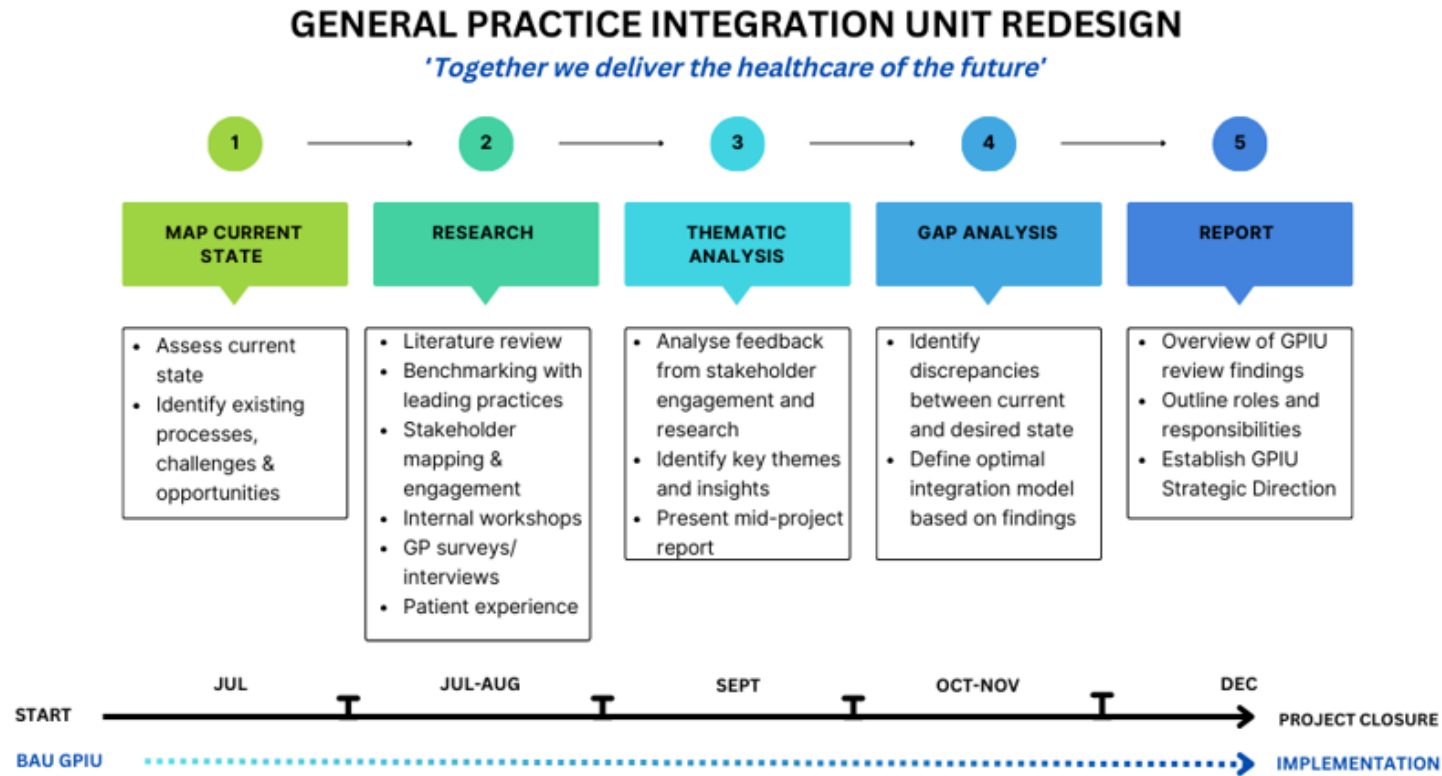 GENERAL PRACTICE INTEGRATION UNIT REDESIGN
'Together we deliver the healthcare of the future'
1
2
3
4
5
MAP CURRENT
STATE
RESEARCH
THEMATIC
ANALYSIS
GAP ANALYSIS
REPORT
• Assess current
state
• Identify existing
processes,
challenges &
opportunities
• Literature review
• Benchmarking with
leading practices
• Stakeholder
mapping &
engagement
• Internal workshops
• GP surveys/
interviews
• Patient experience
• Analyse feedback
from stakeholder
engagement and
research
• Identify key themes
and insights
• Present mid-project
report
• Identify
discrepancies
between current
and desired state
• Define optimal
integration model
based on findings
• Overview of GPIU
review findings
• Outline roles and
responsibilities
• Establish GPIU
Strategic Direction
JUL
JUL-AUG
SEPT
OCT-NOV
DEC
START
PROJECT CLOSURE
BAU GPIU
IMPLEMENTATION